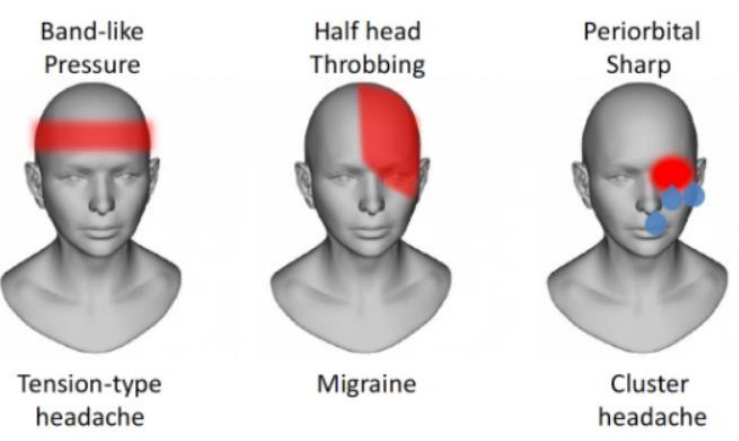 Band-like
Pressure
Half head
Throbbing
Periorbital
Sharp
Tension-type
headache
Migraine
Cluster
headache